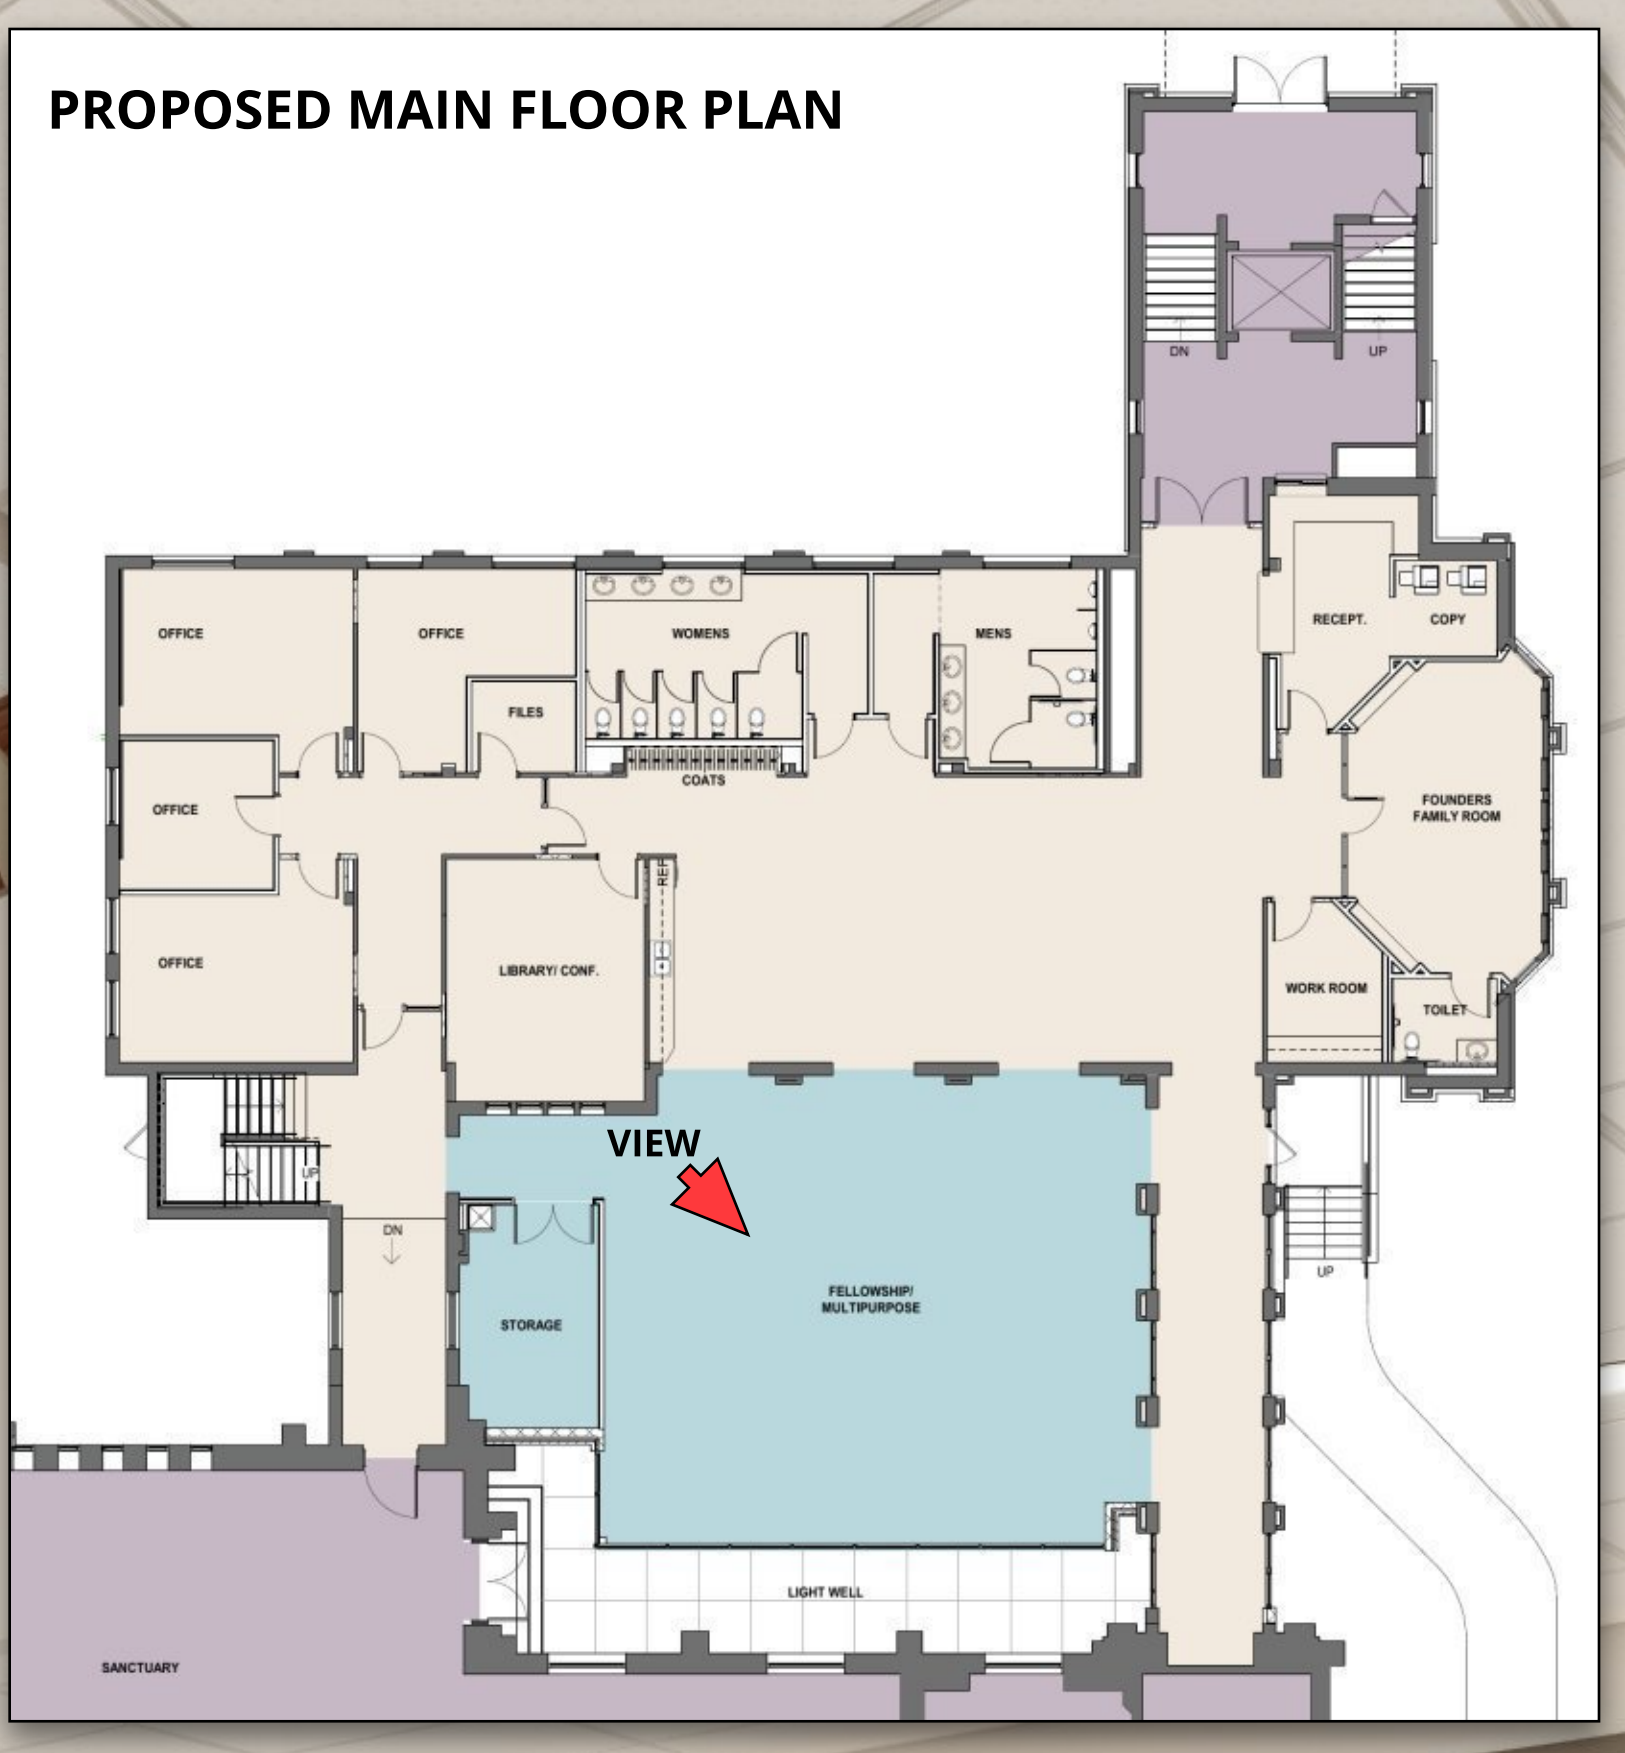 PROPOSED MAIN FLOOR PLAN
DN
UP
OFFICE
OFFICE
WOMENS
MENS
RECEPT.
COPY
FILES
COATS
OFFICE
FOUNDERS
FAMILY ROOM
REF
OFFICE
LIBRARY/ CONF.
WORK ROOM
TOILET
VIEW
UP
DN
UP
FELLOWSHIP/
MULTIPURPOSE
STORAGE
LIGHT WELL
SANCTUARY